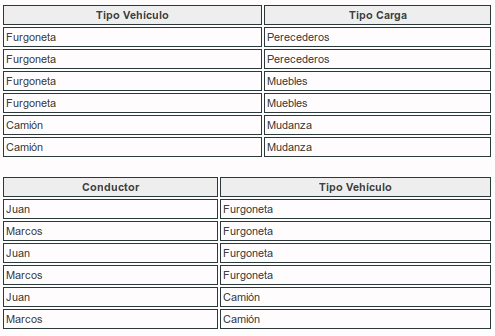 Tipo Vehículo Tipo Carga
Furgoneta Perecederos
Furgoneta Perecederos
Furgoneta Muebles
Furgoneta Muebles
Camión Mudanza
Camión Mudanza
Conductor Tipo Vehículo
Juan Furgoneta
Marcos Furgoneta
Juan Furgoneta
Marcos Furgoneta
Juan Camión
Marcos Camión